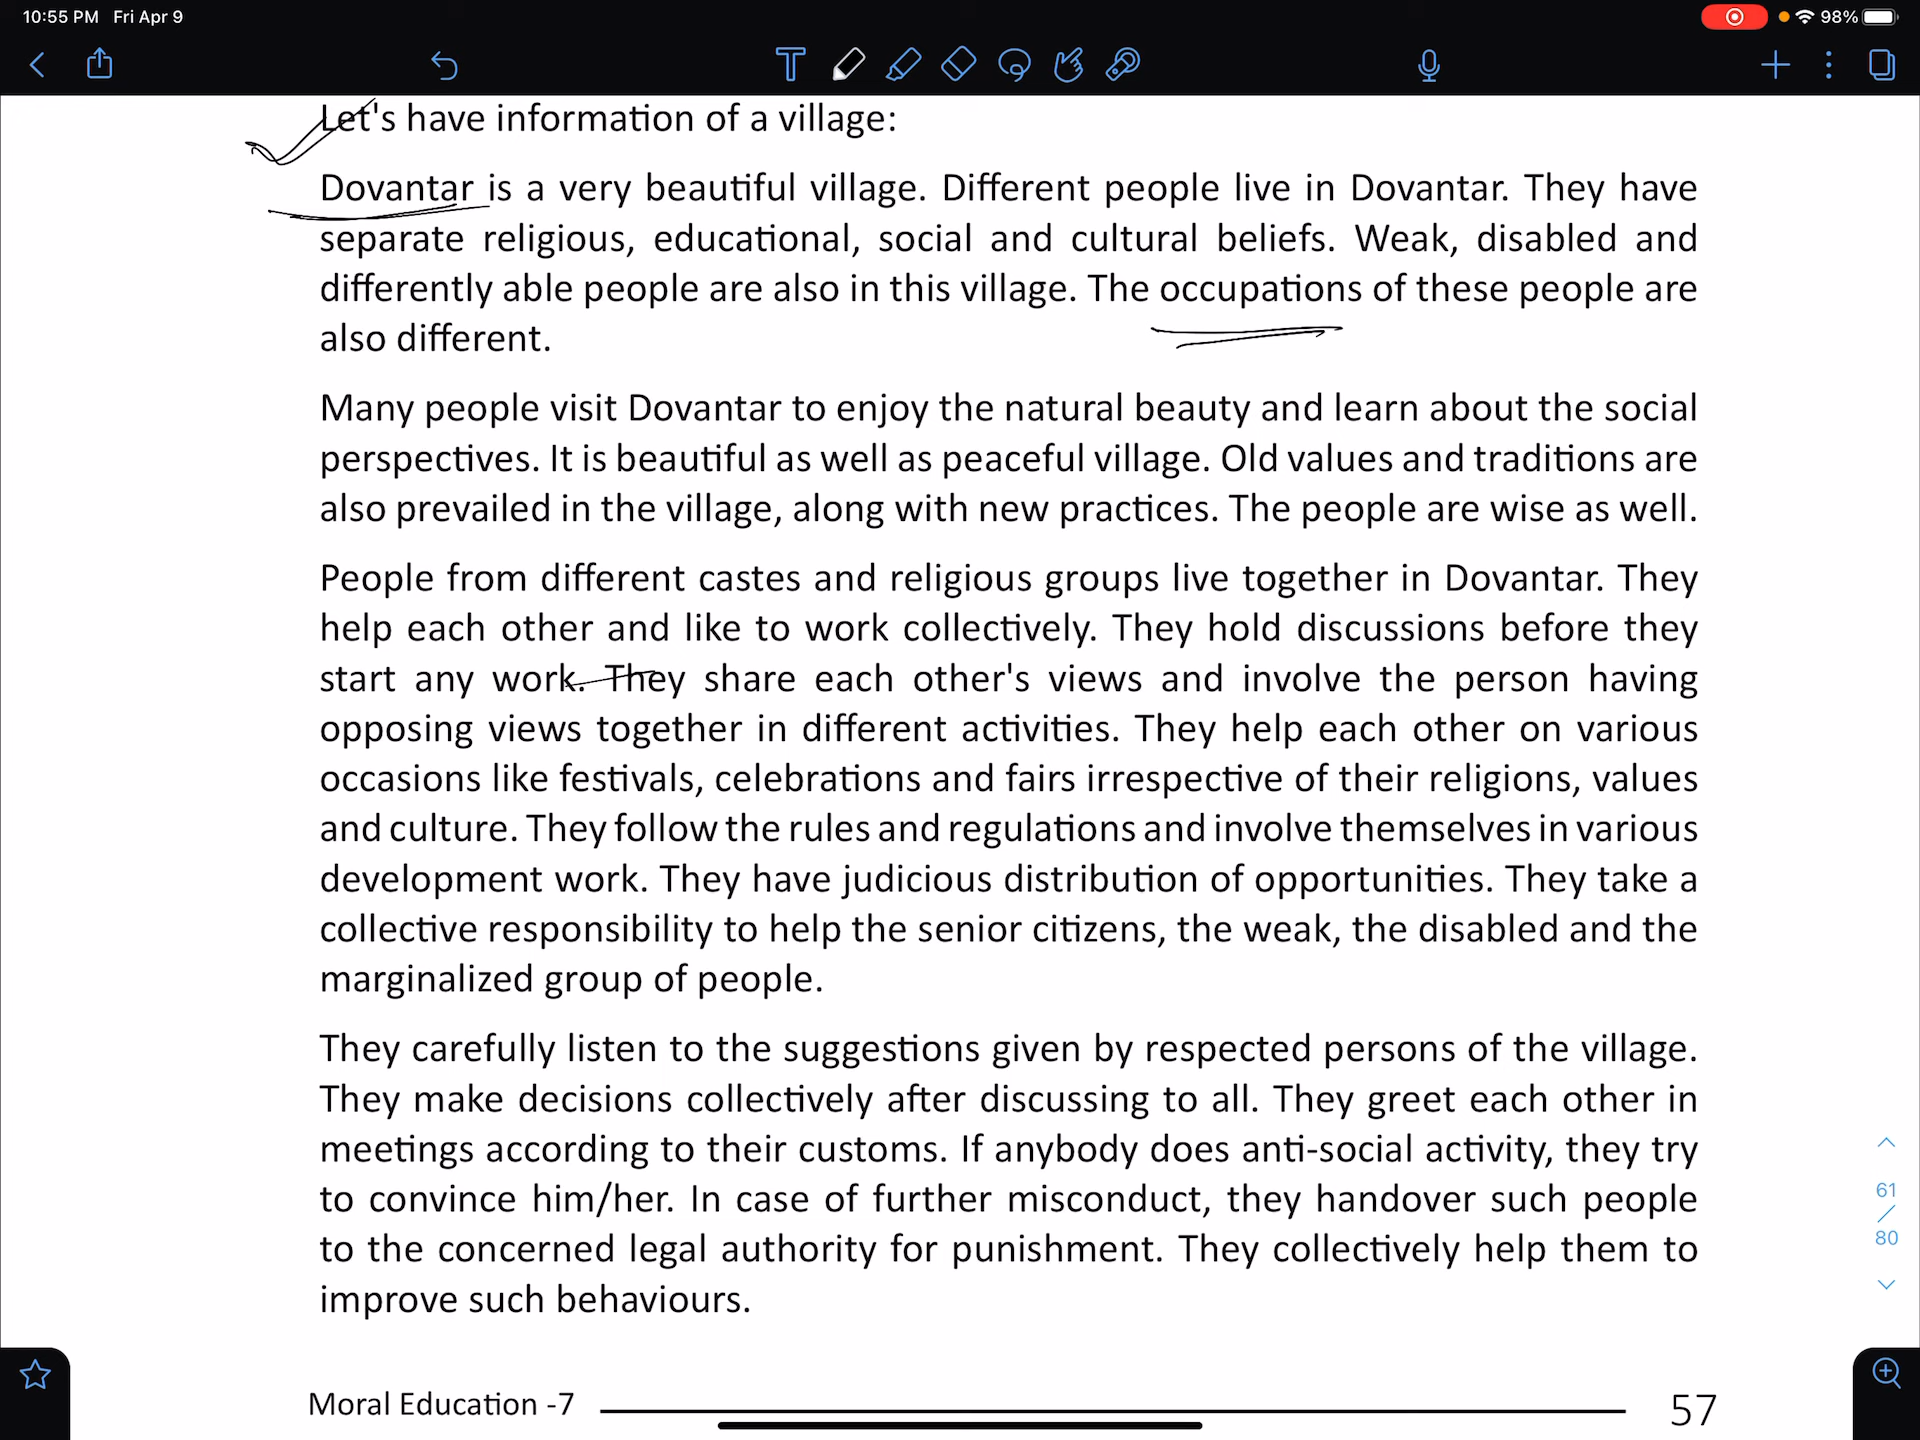 10:55 PM Fri Apr 9
98%
Let's have information of a village:
Dovantar is a very beautiful village. Different people live in Dovantar. They have
separate religious, educational, social and cultural beliefs. Weak, disabled and
differently able people are also in this village. The occupations of these people are
also different.
Many people visit Dovantar to enjoy the natural beauty and learn about the social
perspectives. It is beautiful as well as peaceful village. Old values and traditions are
also prevailed in the village, along with new practices. The people are wise as well.
People from different castes and religious groups live together in Dovantar. They
help each other and like to work collectively. They hold discussions before they
start any work. They share each other's views and involve the person having
opposing views together in different activities. They help each other on various
occasions like festivals, celebrations and fairs irrespective of their religions, values
and culture. They follow the rules and regulations and involve themselves in various
development work. They have judicious distribution of opportunities. They take a
collective responsibility to help the senior citizens, the weak, the disabled and the
marginalized group of people.
They carefully listen to the suggestions given by respected persons of the village.
They make decisions collectively after discussing to all. They greet each other in
meetings according to their customs. If anybody does anti-social activity, they try
to convince him/her. In case of further misconduct, they handover such people
to the concerned legal authority for punishment. They collectively help them to
improve such behaviours.
61
/
80
Moral Education -7
57